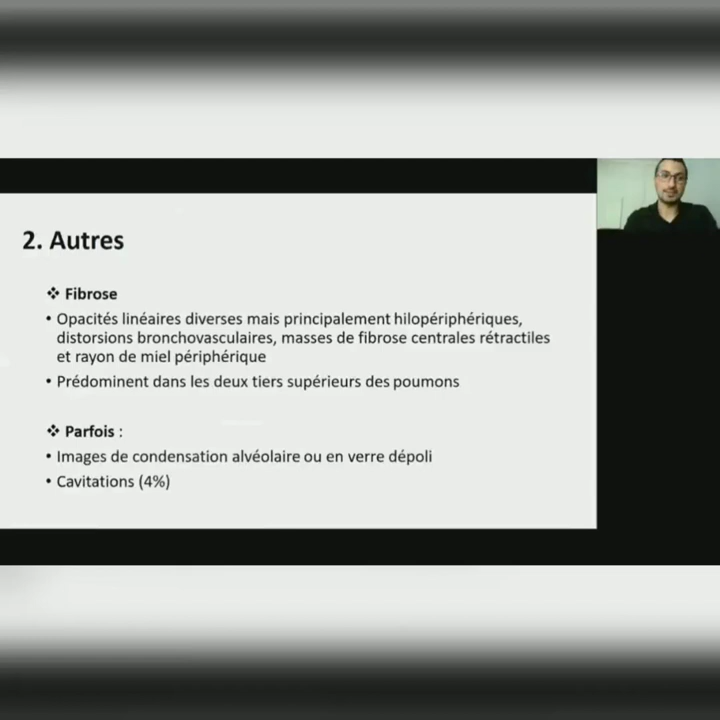 2. Autres
❖ Fibrose
• Opacités linéaires diverses mais principalement hilopériphériques,
distorsions bronchovasculaires, masses de fibrose centrales rétractiles
et rayon de miel périphérique
• Prédominent dans les deux tiers supérieurs des poumons
❖ Parfois :
• Images de condensation alvéolaire ou en verre dépoli
• Cavitations (4%)